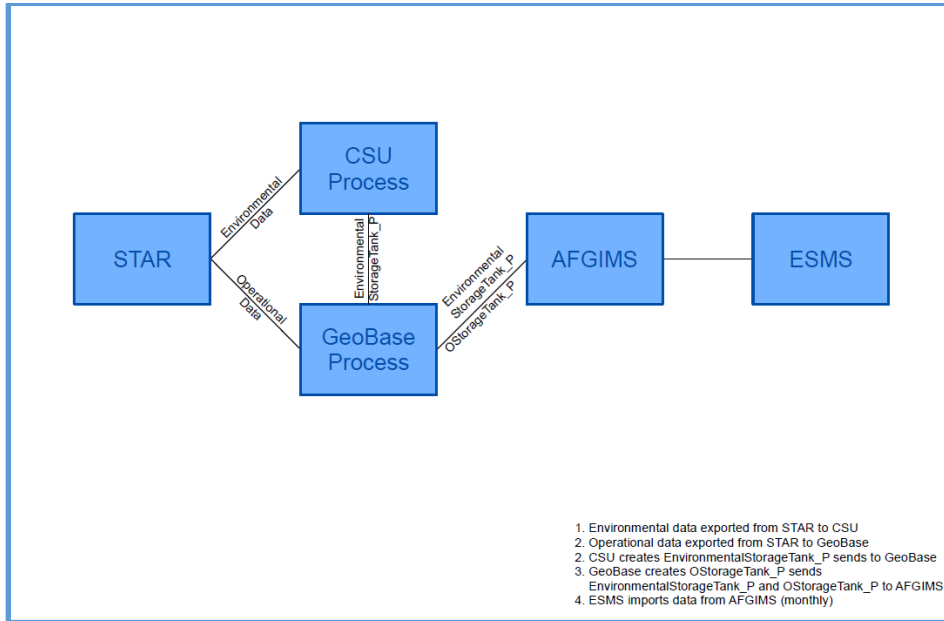 CSU
Process
STAR
Environmental
Data
Operational
Data
Environmental
StorageTank_P
GeoBase
Process
Environmental
StorageTank_P
OStorageTank_P
AFGIMS
ESMS
1. Environmental data exported from STAR to CSU
2. Operational data exported from STAR to GeoBase
2. CSU creates EnvironmentalStorageTank_P sends to GeoBase
3. GeoBase creates OStorageTank_P sends
EnvironmentalStorageTank_P and OStorageTank_P to AFGIMS
4. ESMS imports data from AFGIMS (monthly)